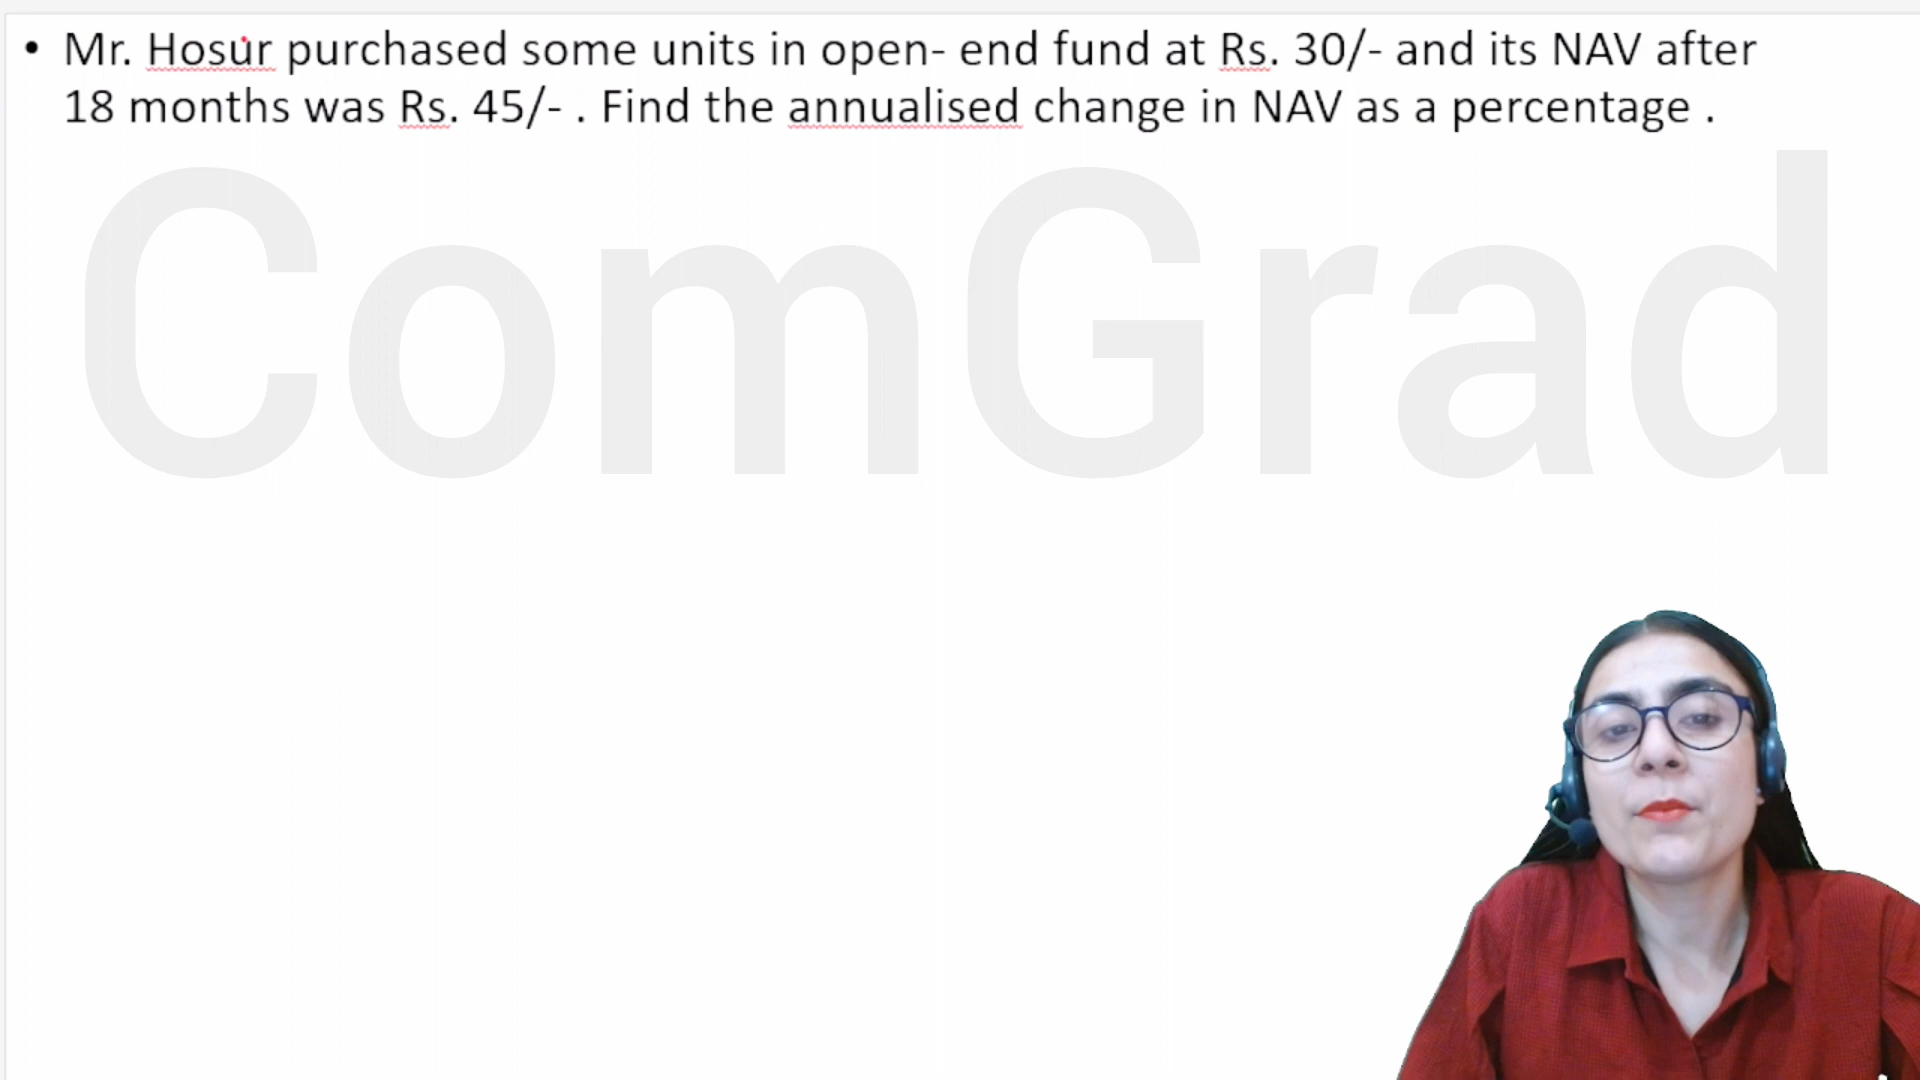 • Mr. Hosur purchased some units in open- end fund at Rs. 30/- and its NAV after
18 months was Rs. 45/- . Find the annualised change in NAV as a percentage .
ComGrad